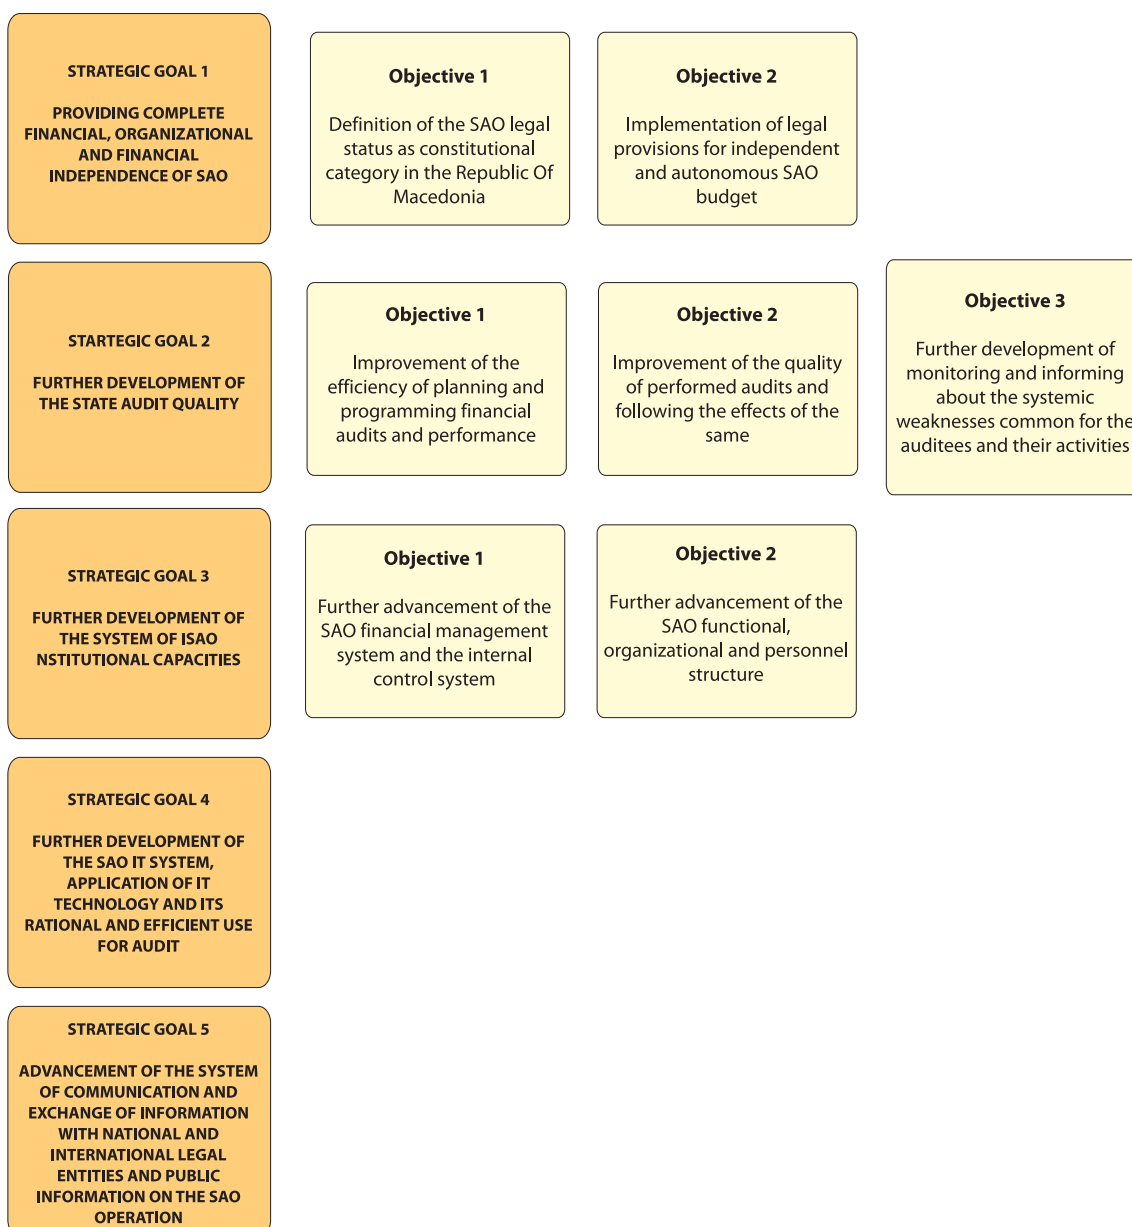 STRATEGIC GOAL 1
PROVIDING COMPLETE
FINANCIAL, ORGANIZATIONAL
AND FINANCIAL
INDEPENDENCE OF SAO
Objective 1
Definition of the SAO legal
status as constitutional
category in the Republic Of
Macedonia
Objective 2
Implementation of legal
provisions for independent
and autonomous SAO
budget
STARTEGIC GOAL 2
FURTHER DEVELOPMENT OF
THE STATE AUDIT QUALITY
Objective 1
Improvement of the
efficiency of planning and
programming financial
audits and performance
Objective 2
Improvement of the quality
of performed audits and
following the effects of the
same
Objective 3
Further development of
monitoring and informing
about the systemic
weaknesses common for the
auditees and their activities
STRATEGIC GOAL 3
FURTHER DEVELOPMENT OF
THE SYSTEM OF ISAO
NSTITUTIONAL CAPACITIES
Objective 1
Further advancement of the
SAO financial management
system and the internal
control system
Objective 2
Further advancement of the
SAO functional,
organizational and personnel
structure
STRATEGIC GOAL 4
FURTHER DEVELOPMENT OF
THE SAO IT SYSTEM,
APPLICATION OF IT
TECHNOLOGY AND ITS
RATIONAL AND EFFICIENT USE
FOR AUDIT
STRATEGIC GOAL 5
ADVANCEMENT OF THE SYSTEM
OF COMMUNICATION AND
EXCHANGE OF INFORMATION
WITH NATIONAL AND
INTERNATIONAL LEGAL
ENTITIES AND PUBLIC
INFORMATION ON THE SAO
OPERATION